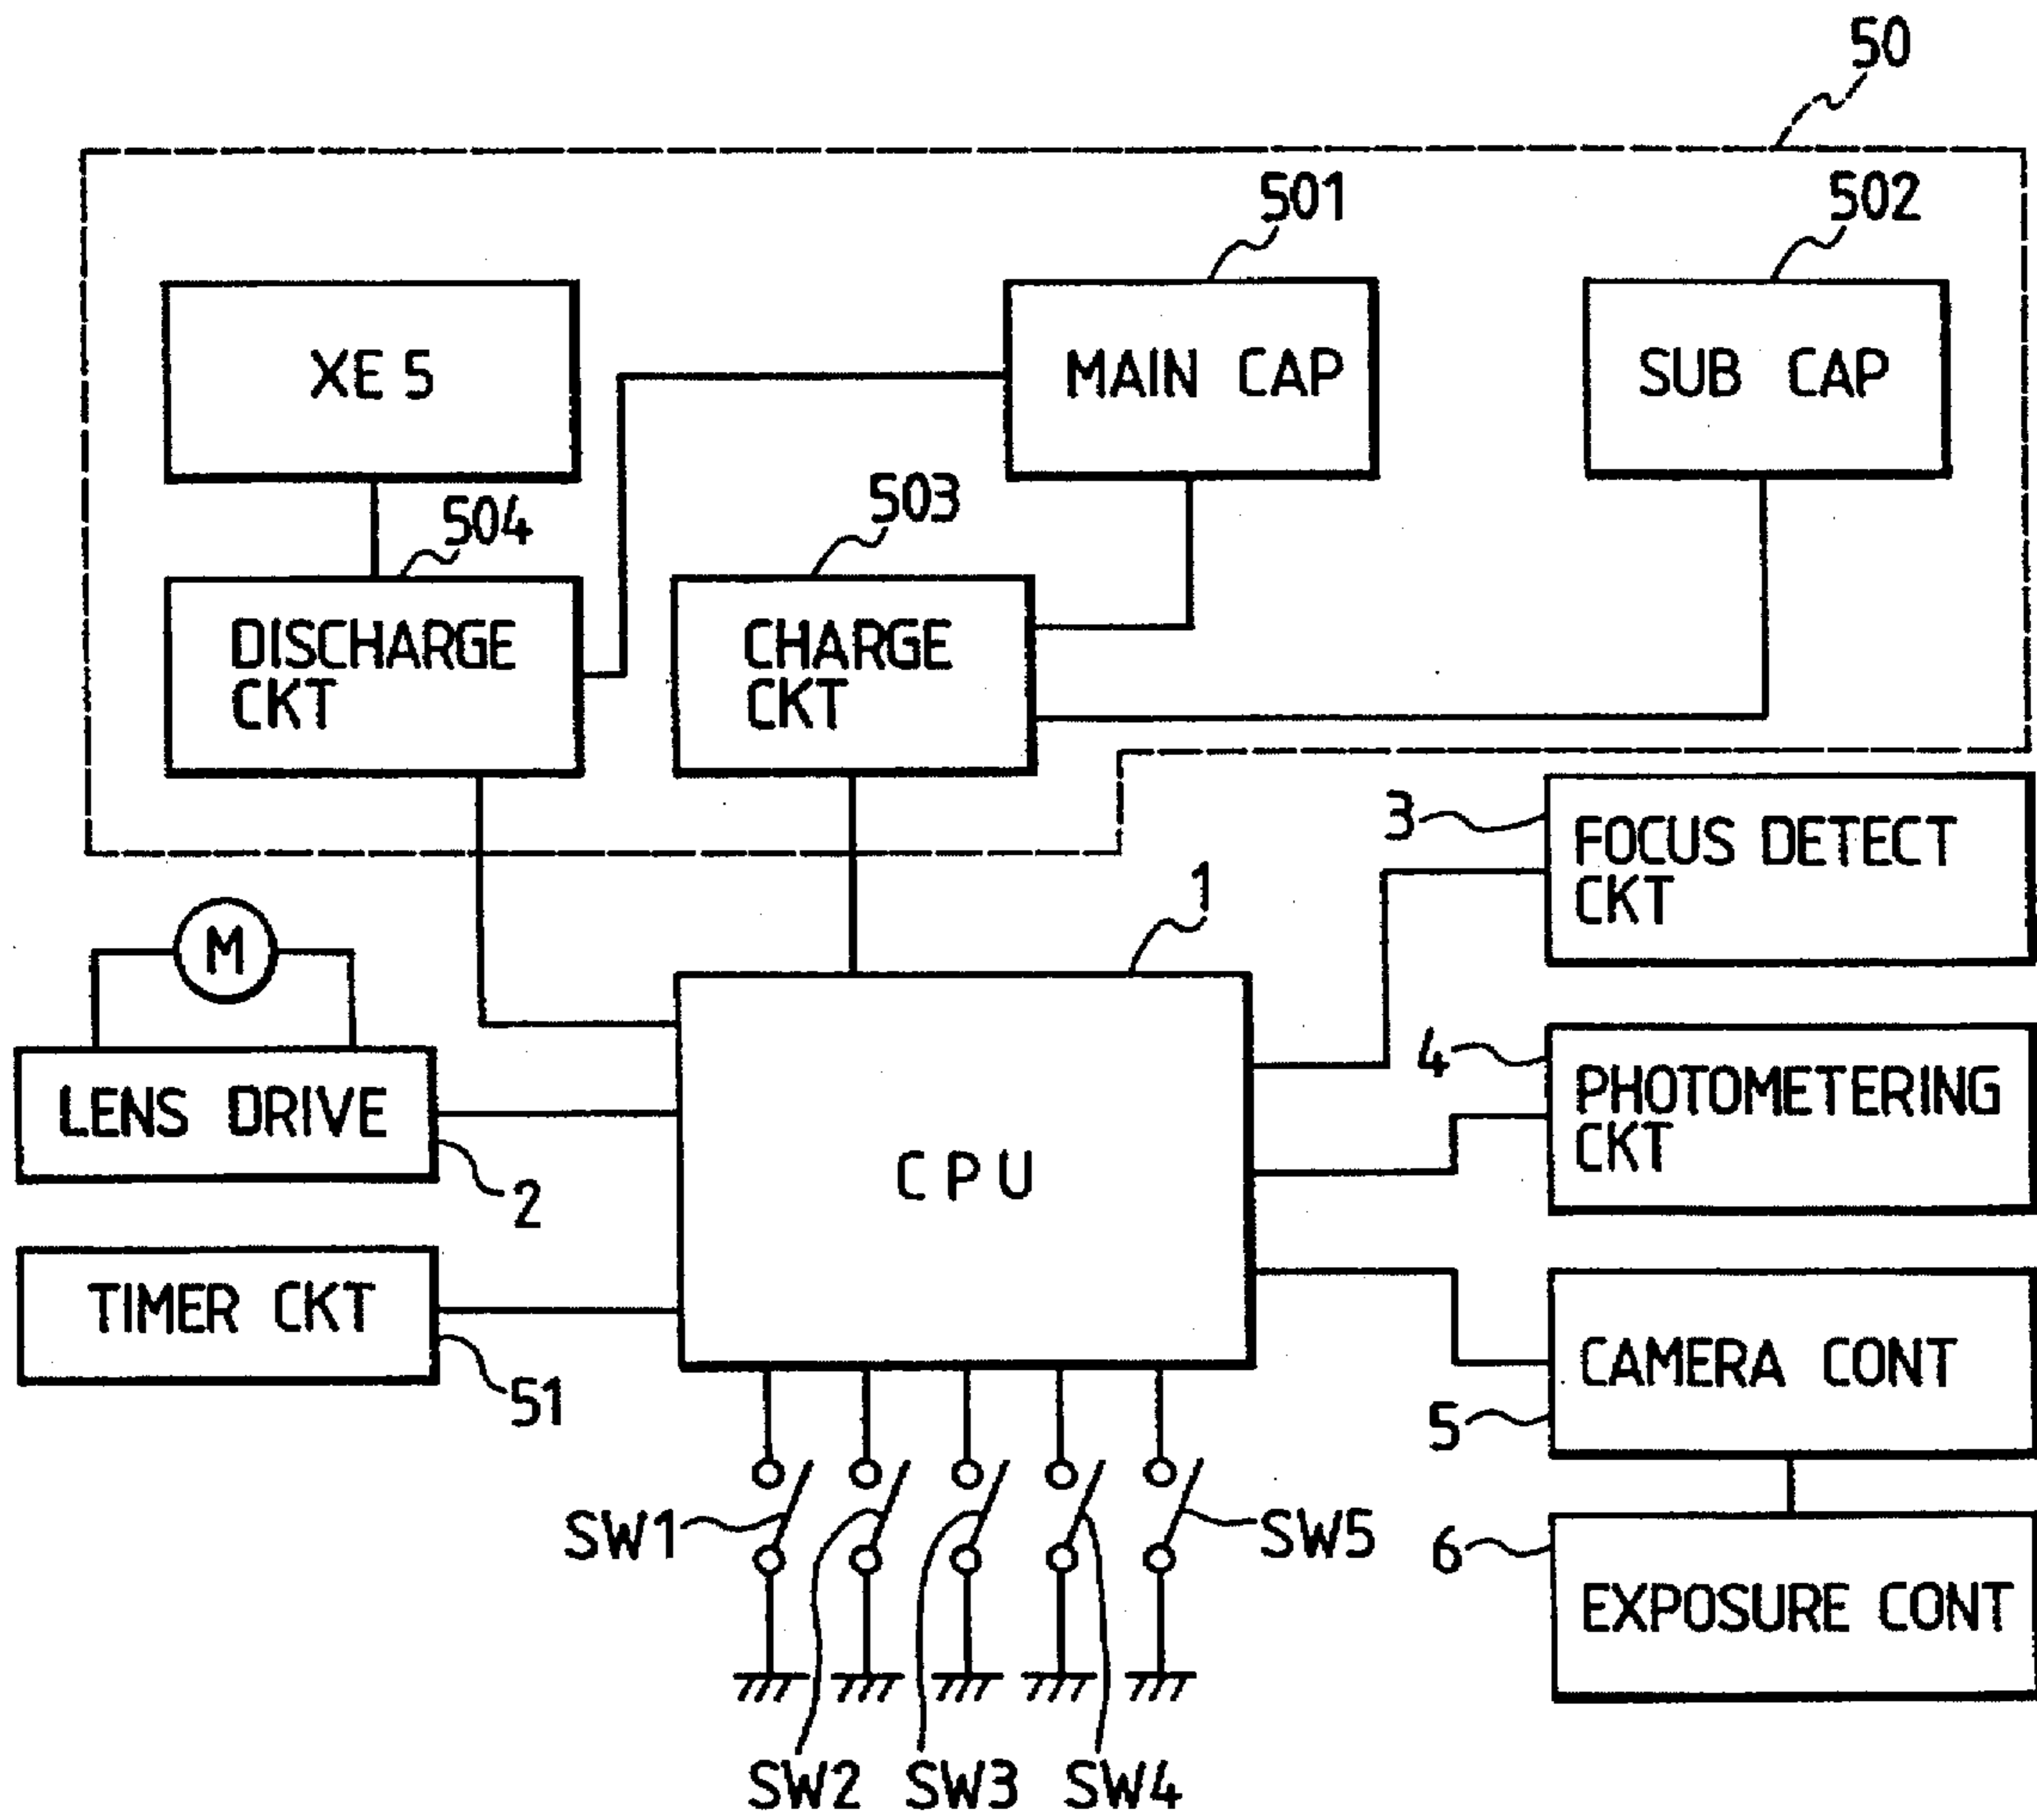 50
501
502
XE 5
MAIN CAP
SUB CAP
504
503
DISCHARGE
CKT
CHARGE
CKT
3
FOCUS DETECT
CKT
1
M
4
PHOTOMETERING
CKT
LENS DRIVE
2
CPU
TIMER CKT
51
CAMERA CONT
5
SW1
SW5
6
EXPOSURE CONT
SW2
SW3
SW4